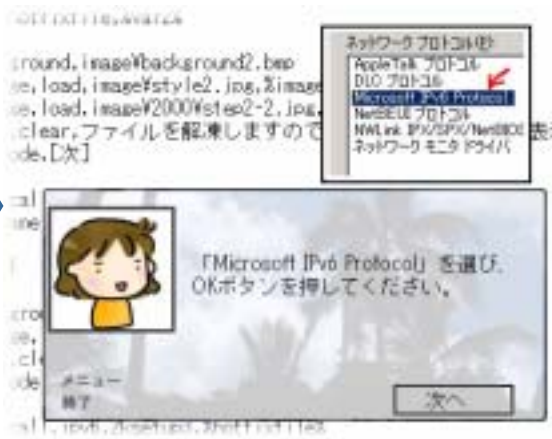 round,image¥background2.bmp
ネットワーク プロトコル(E)
AppleTalk プロトコル
DLC プロトコル
Microsoft IPv6 Protocol
NetBEUI プロトコル
NWLink IPX/SPX/NetBIOS
ネットワーク モニタ ドライバ
e,load,image¥style2.jpg,%image
e,load,image¥2000¥step2-2.jpg,
clear,ファイルを解凍しますので
表示
de,[次]
「Microsoft IPv6 Protocol」を選び、
OKボタンを押してください。
メニュー
終了
次へ